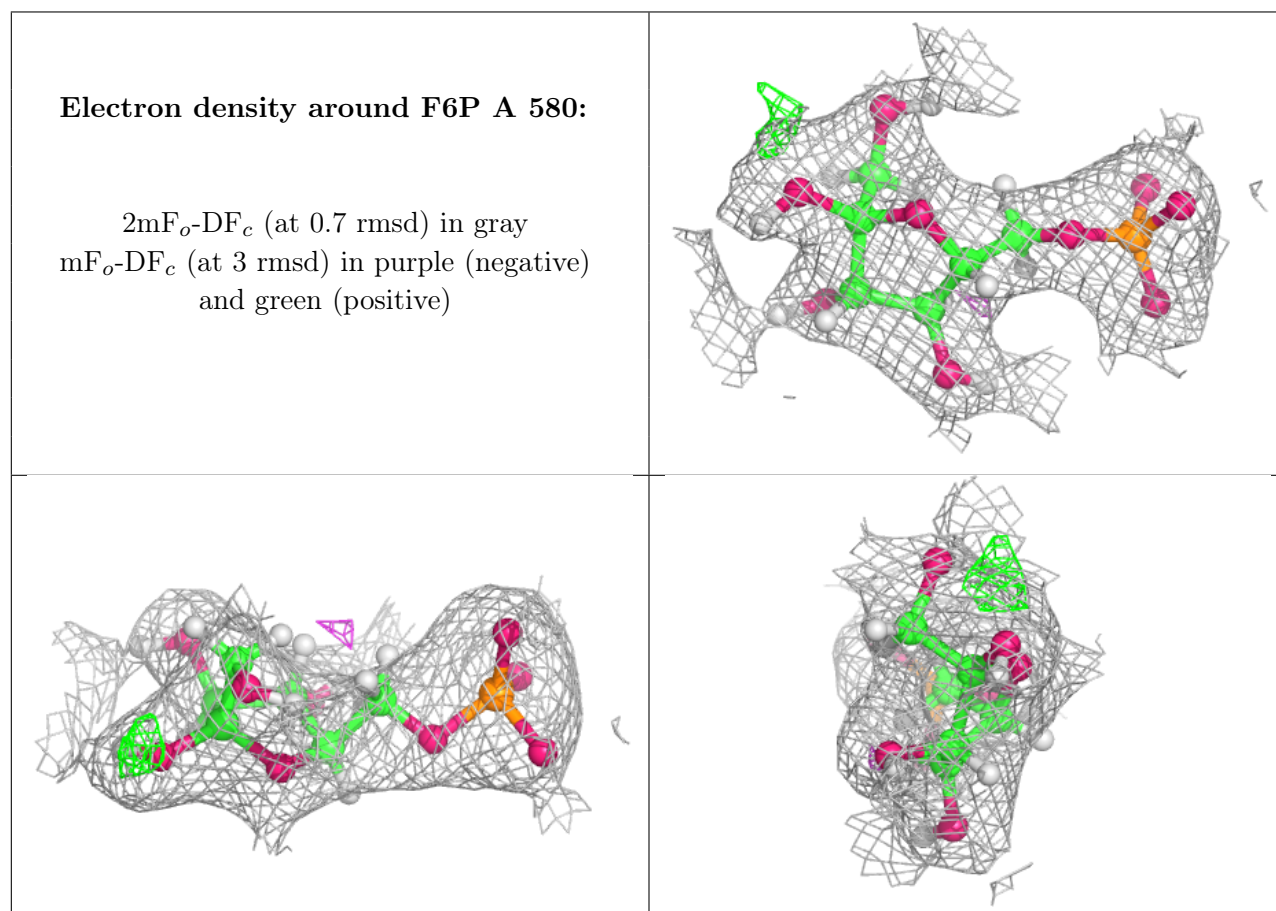 Electron density around F6P A 580:
2mFo-DFc (at 0.7 rmsd) in gray
mFo-DFc (at 3 rmsd) in purple (negative)
and green (positive)